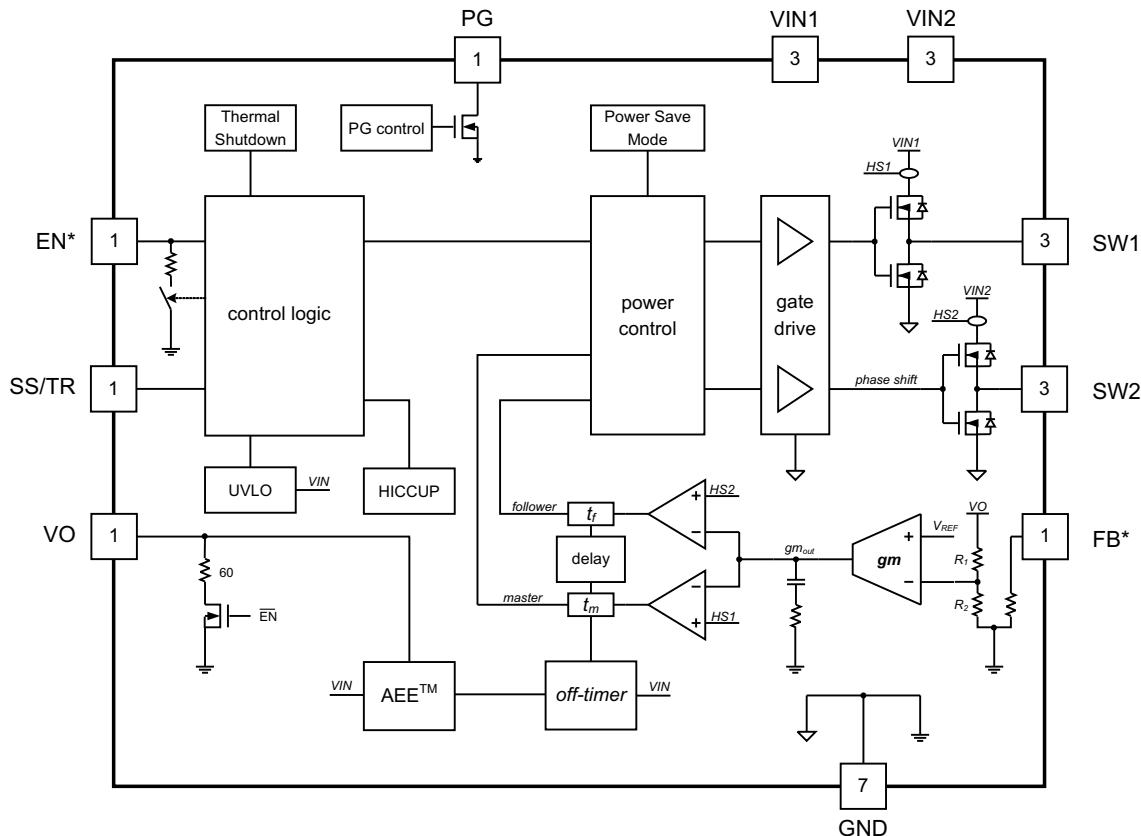 PG
VIN1
VIN2
1
3
3
Thermal
Shutdown
PG control
Power Save
Mode
VIN1
HS1
EN*
1
3
SW1
control logic
power
control
gate
drive
VIN2
HS2
SS/TR
1
phase shift
3
SW2
UVLO
VIN
HICCUP
follower
tf
HS2
VO
1
delay
gmout
gm
VREF
VO
R1
R2
1
FB*
60
EN
master
tm
HS1
VIN
AEE™
off-timer
VIN
7
GND